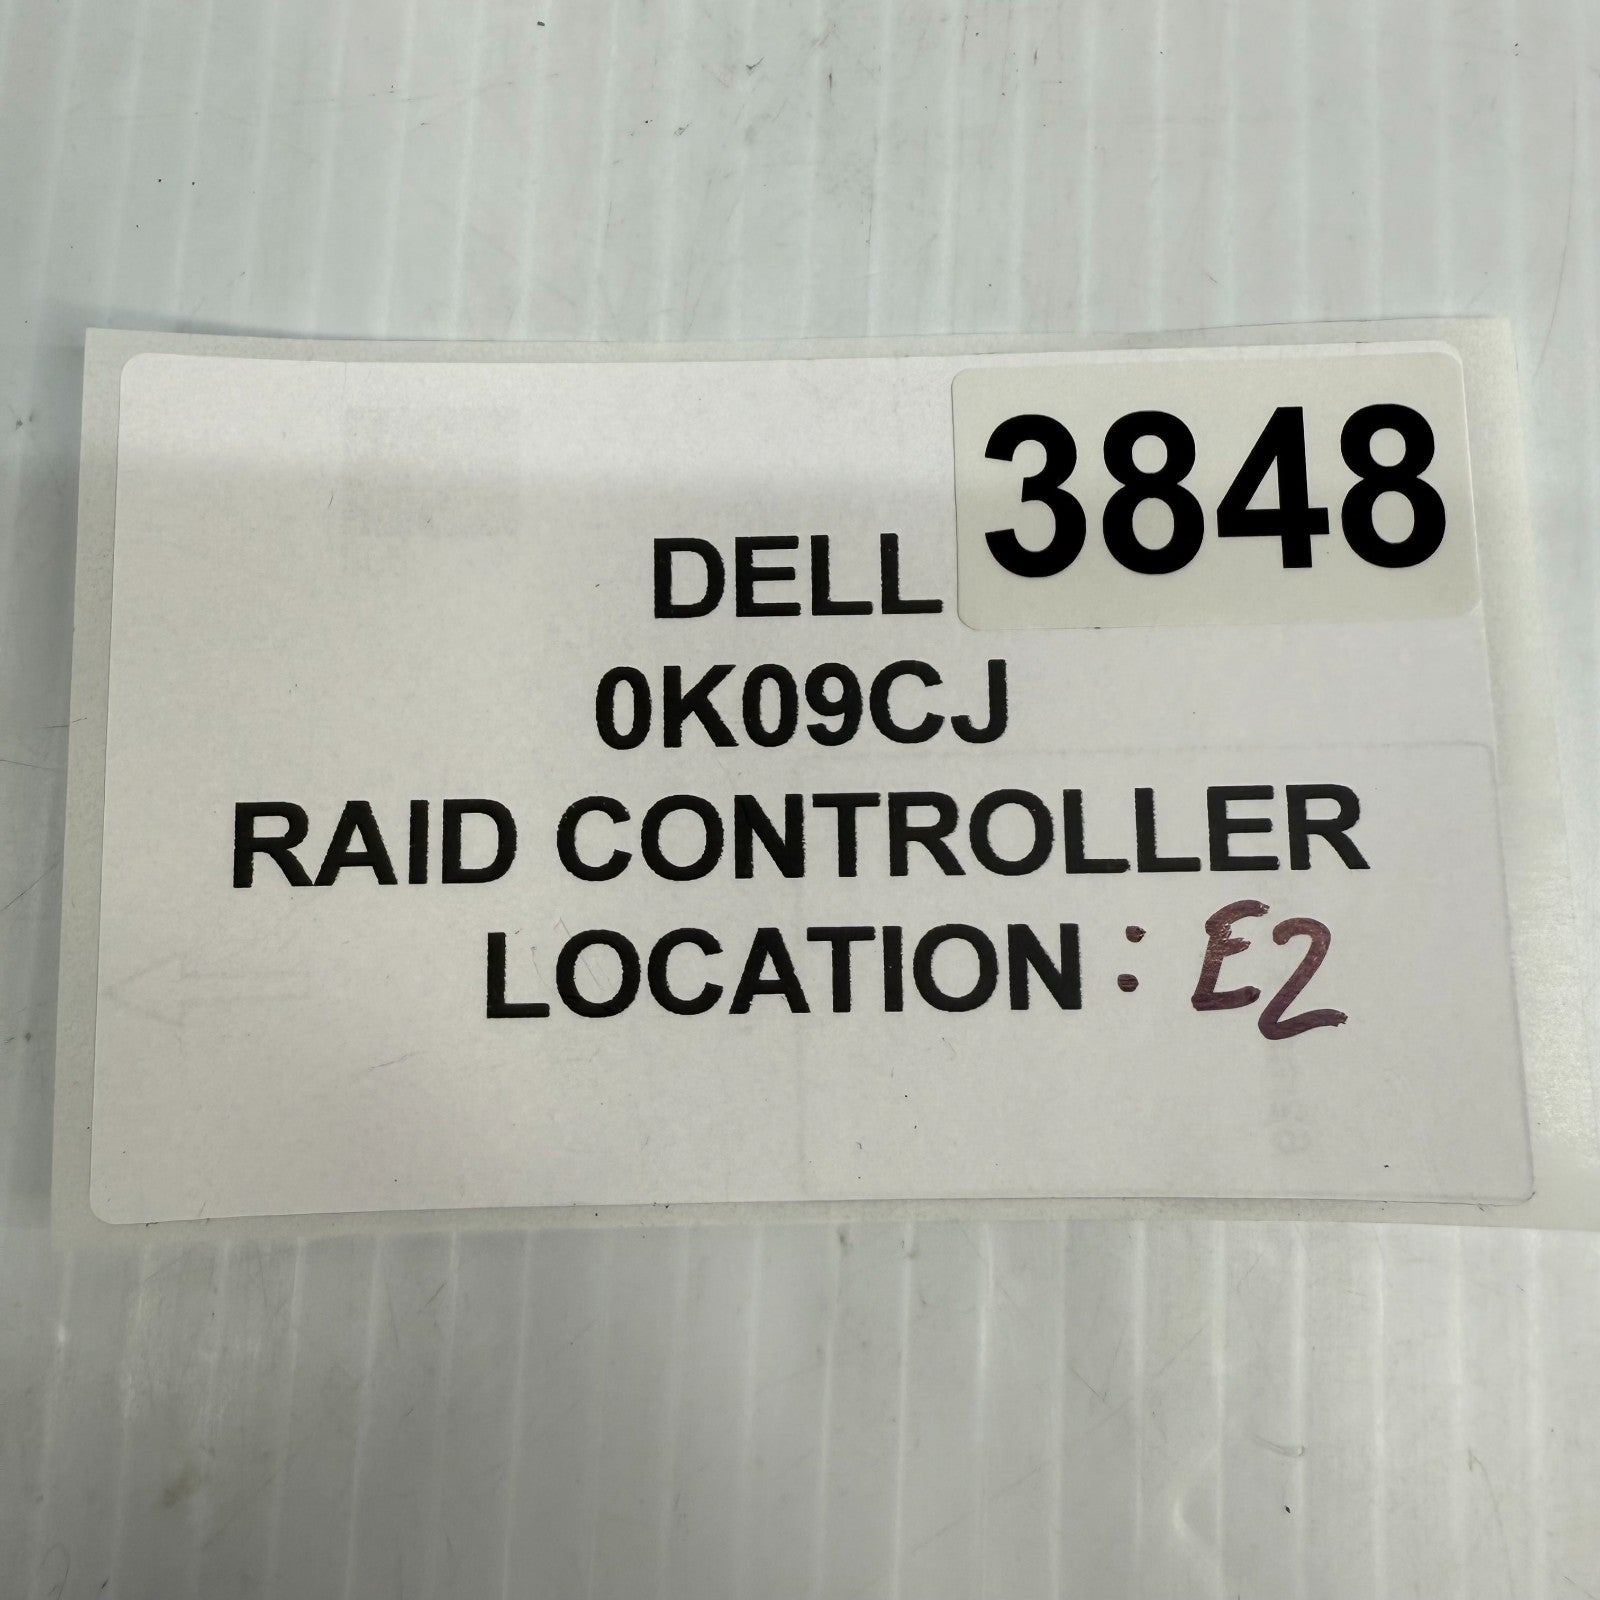 3848
DELL
0K09CJ
RAID CONTROLLER
LOCATION : E2